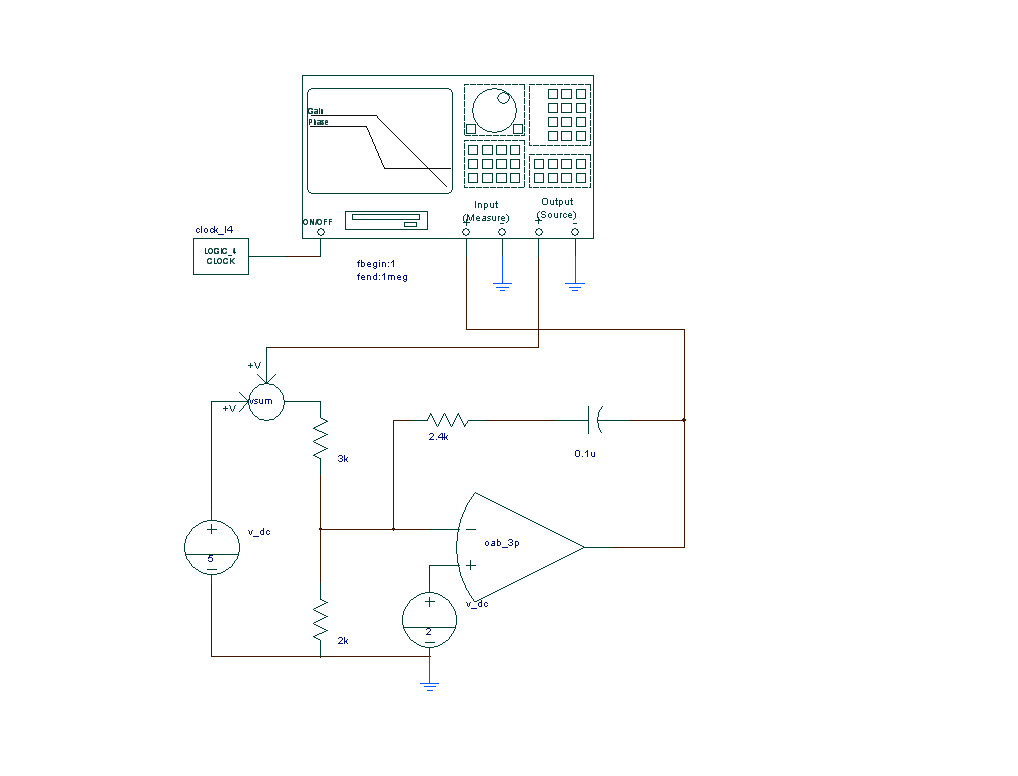 Gain
Phase
Input
(Measure)
Output
(Source)
+
-
+
-
ON/OFF
clock_l4
LOGIC_4
CLOCK
fbegin:1
fend:1meg
+V
+V
vsum
2.4k
0.1u
3k
+
v_dc
5
−
−
oab_3p
+
v_dc
+
2
−
2k